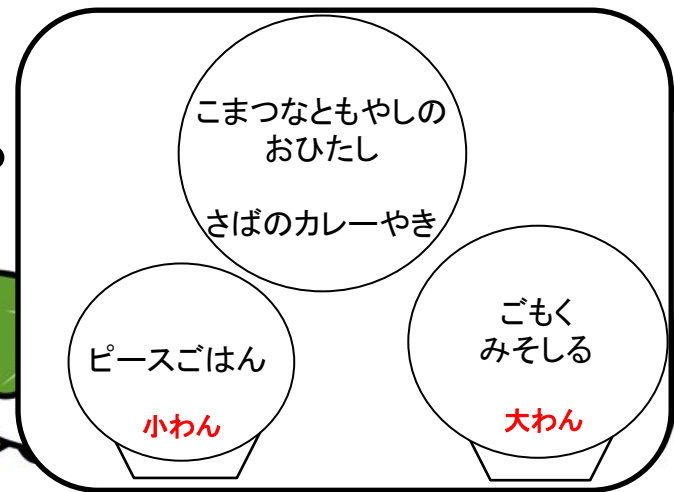 こまつなともやしの
おひたし
さばのカレーやき
ピースごはん
小わん
ごもく
みそしる
大わん